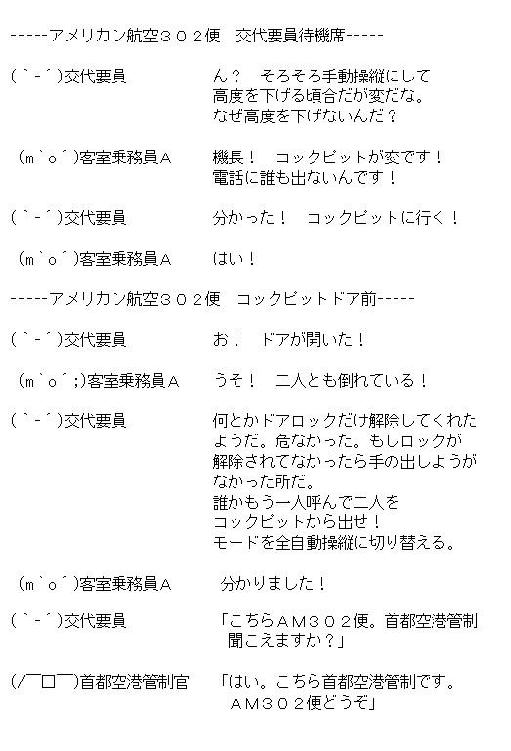 -----アメリカン航空３０２便　交代要員待機席-----
(｀-´)交代要員　ん？　そろそろ手動操縦にして
高度を下げる頃合だが変だな。
なぜ高度を下げないんだ？
(m｀o´)客室乗務員Ａ　機長！　コックピットが変です！
電話に誰も出ないんです！
(｀-´)交代要員　分かった！　コックピットに行く！
(m｀o´)客室乗務員Ａ　はい！
-----アメリカン航空３０２便　コックピットドア前-----
(｀-´)交代要員　お．　ドアが開いた！
(m｀o´;)客室乗務員Ａ　うそ！　二人とも倒れている！
(｀-´)交代要員　何とかドアロックだけ解除してくれた
ようだ。危なかった。もしロックが
解除されてなかったら手の出しようが
なかった所だ。
誰かもう一人呼んで二人を
コックピットから出せ！
モードを全自動操縦に切り替える。
(m｀o´)客室乗務員Ａ　分かりました！
(｀-´)交代要員　「こちらＡＭ３０２便。首都空港管制
聞こえますか？」
(/￣□￣)首都空港管制官　「はい。こちら首都空港管制です。
ＡＭ３０２便どうぞ」